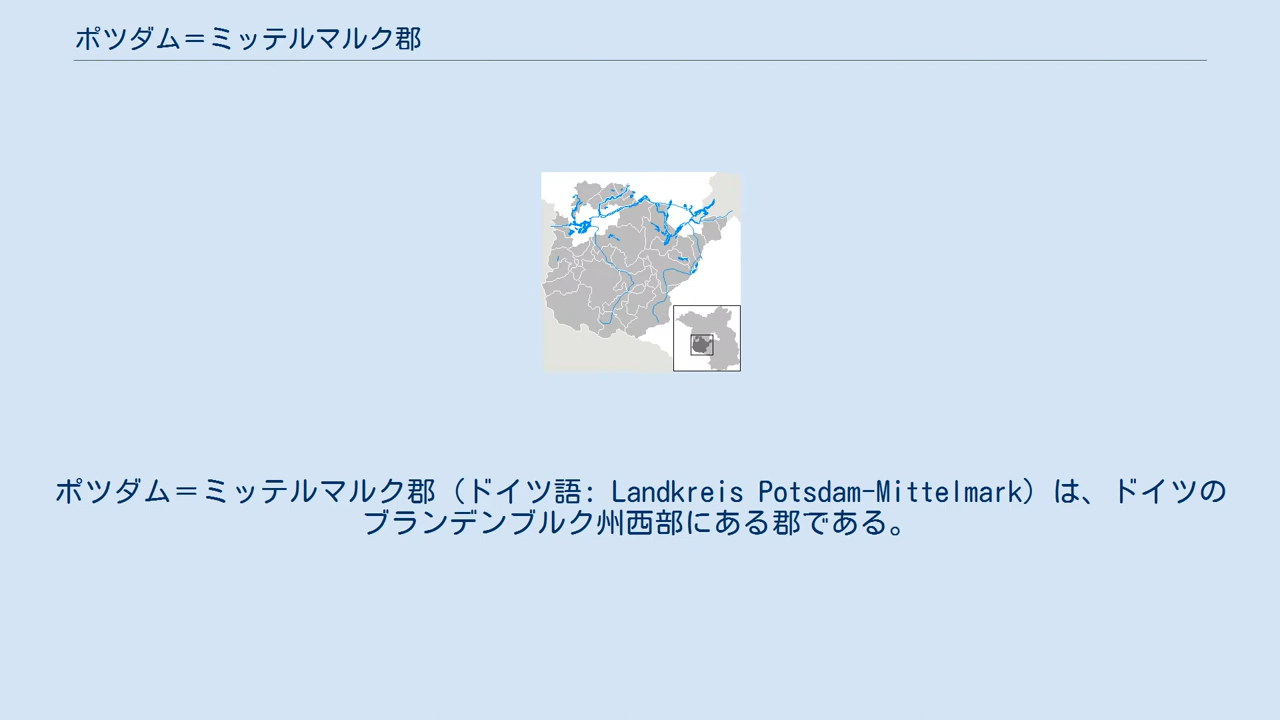 ポツダム＝ミッテルマルク郡
ポツダム＝ミッテルマルク郡（ドイツ語: Landkreis Potsdam-Mittelmark）は、ドイツの
ブランデンブルク州西部にある郡である。